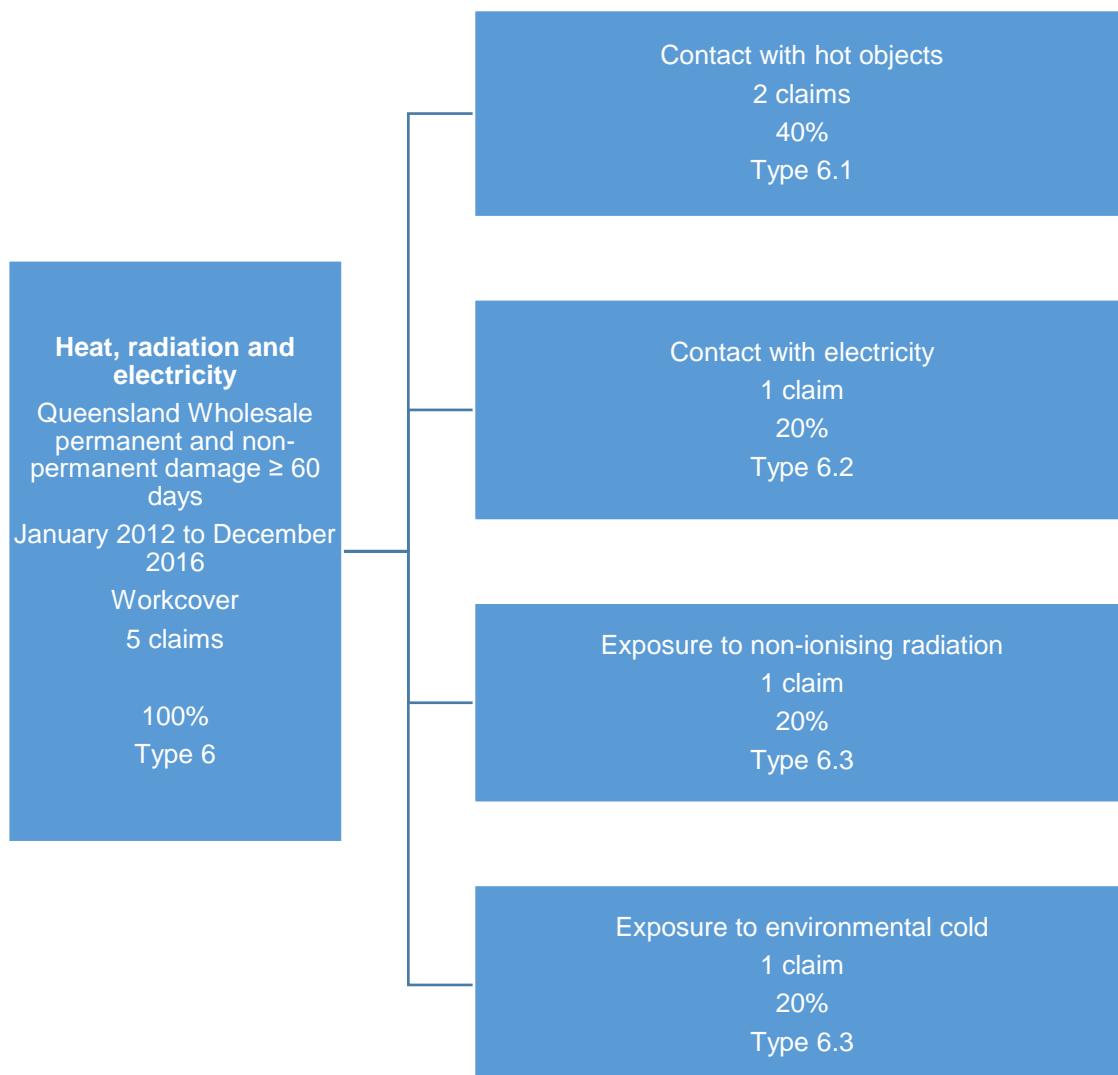 Heat, radiation and
electricity
Queensland Wholesale
permanent and non-
permanent damage ≥ 60
days
January 2012 to December
2016
Workcover
5 claims
100%
Type 6
Contact with hot objects
2 claims
40%
Type 6.1
Contact with electricity
1 claim
20%
Type 6.2
Exposure to non-ionising radiation
1 claim
20%
Type 6.3
Exposure to environmental cold
1 claim
20%
Type 6.3